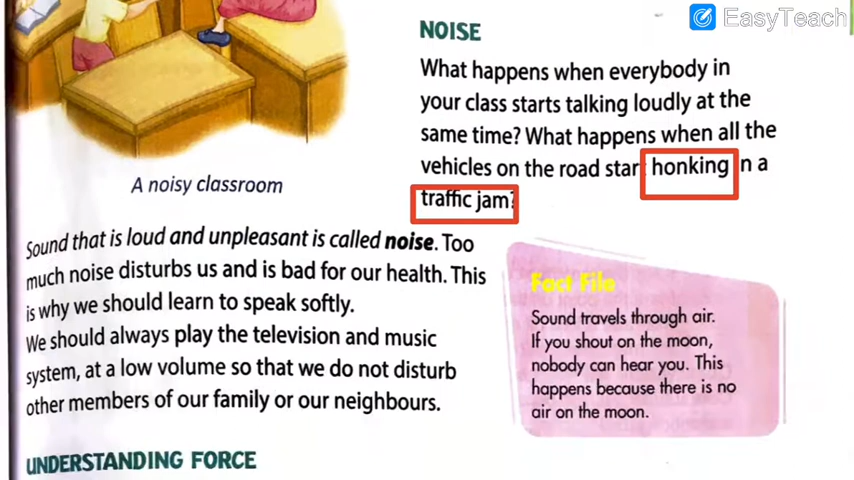 EasyTeach
NOISE
What happens when everybody in
your class starts talking loudly at the
same time? What happens when all the
vehicles on the road start honking in a
traffic jam?
A noisy classroom
Sound that is loud and unpleasant is called noise. Too
much noise disturbs us and is bad for our health. This
is why we should learn to speak softly.
We should always play the television and music
system, at a low volume so that we do not disturb
other members of our family or our neighbours.
Fact File
Sound travels through air.
If you shout on the moon,
nobody can hear you. This
happens because there is no
air on the moon.
UNDERSTANDING FORCE